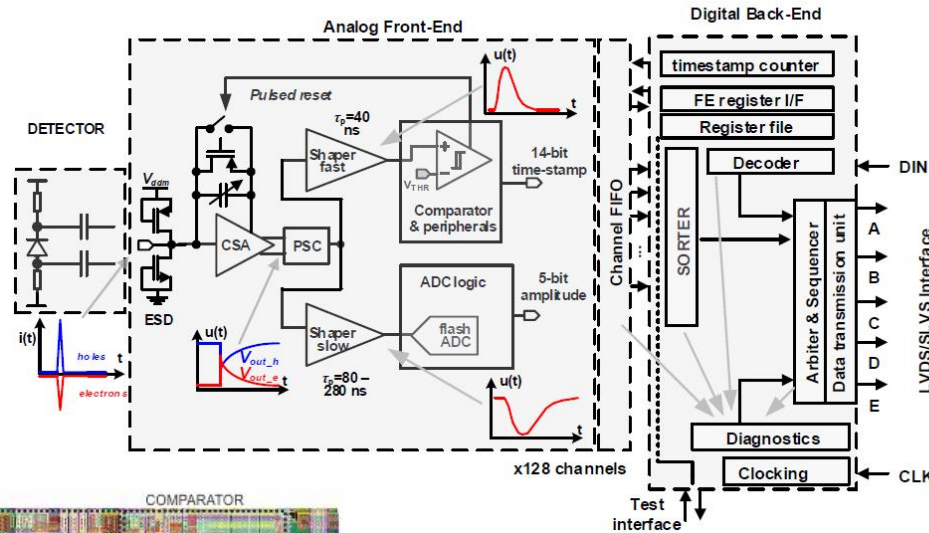 Analog Front-End
Digital Back-End
DETECTOR
Pulsed reset
τp=40
ns
u(t)
t
Shaper
fast
VTHR
+
-
Comparator
& peripherals
14-bit
time-stamp
Vddm
CSA
PSC
ESD
i(t)
t
holes
electrons
u(t)
Vout_h
Vout_e
t
Shaper
slow
τp=80 –
280 ns
ADC logic
flash
ADC
5-bit
amplitude
u(t)
t
x128 channels
Channel FIFO
...
timestamp counter
FE register I/F
Register file
Decoder
SORTER
Arbiter & Sequencer
Data transmission unit
Diagnostics
Clocking
DIN
A
B
C
D
E
LVDS/SLVS Interface
CLK
Test
interface
COMPARATOR